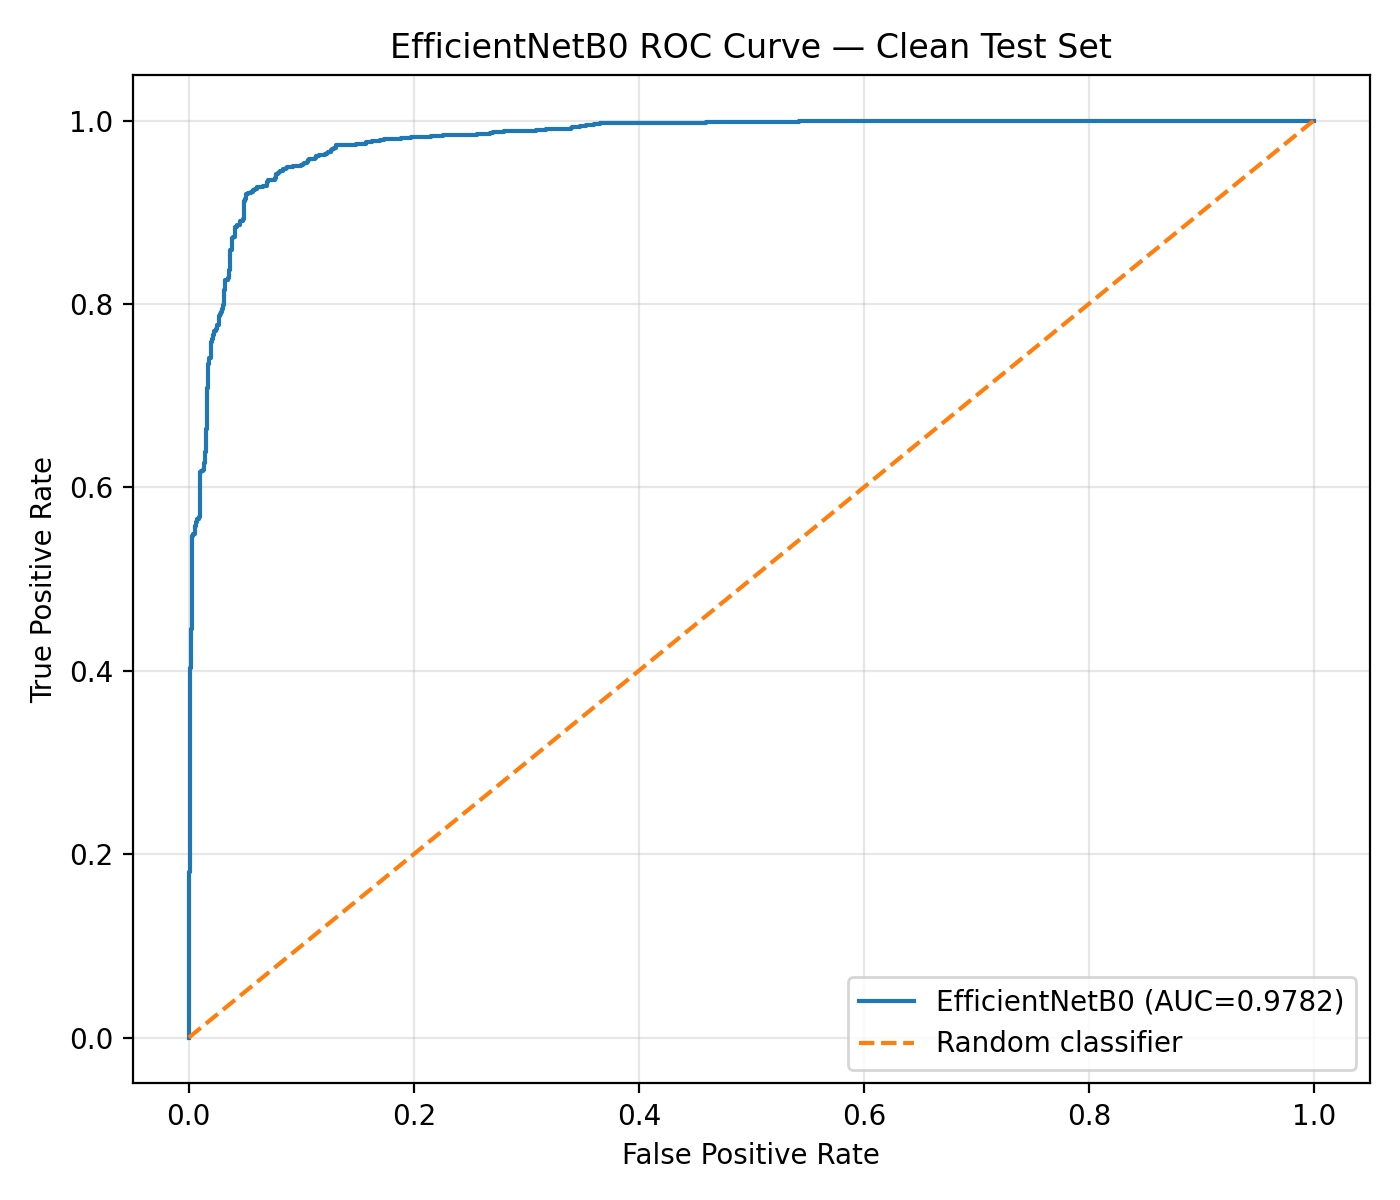 EfficientNetB0 ROC Curve — Clean Test Set
True Positive Rate
1.0
0.8
0.6
0.4
0.2
0.0
EfficientNetB0 (AUC=0.9782)
Random classifier
0.0 0.2 0.4 0.6 0.8 1.0
False Positive Rate